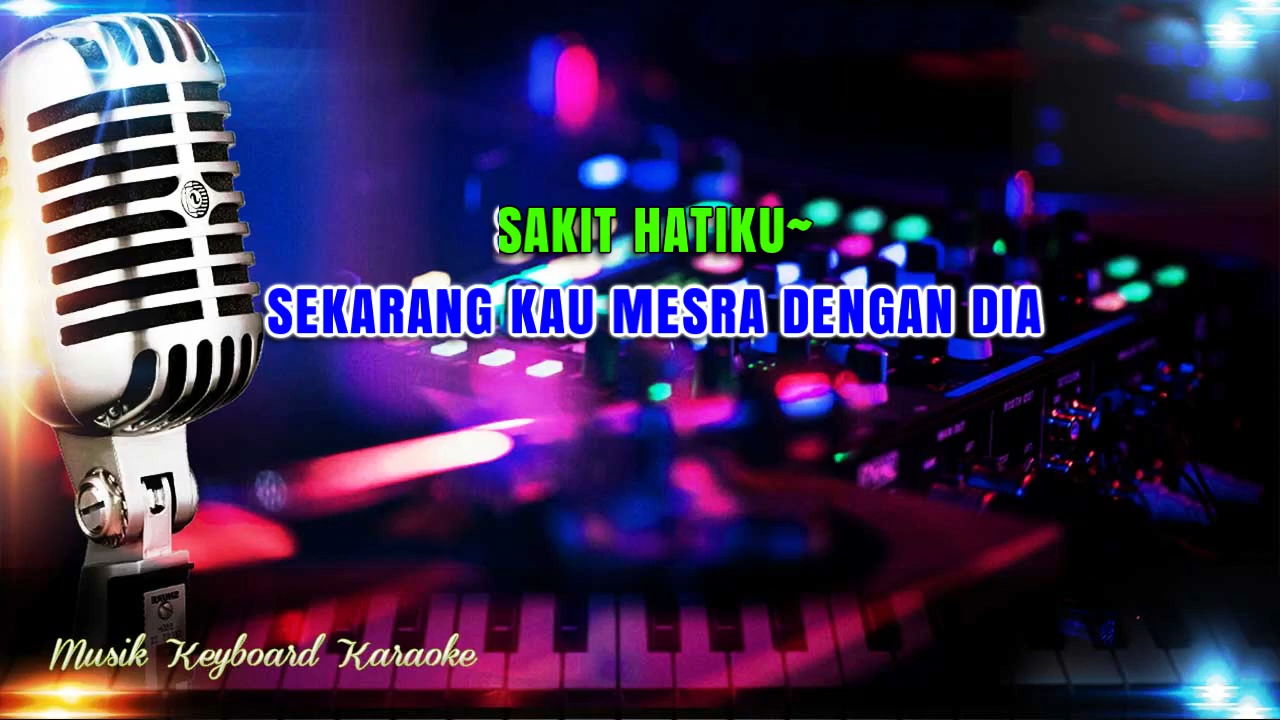 SAKIT HATIKU~
SEKARANG KAU MESRA DENGAN DIA
Musik Keyboard Karaoke